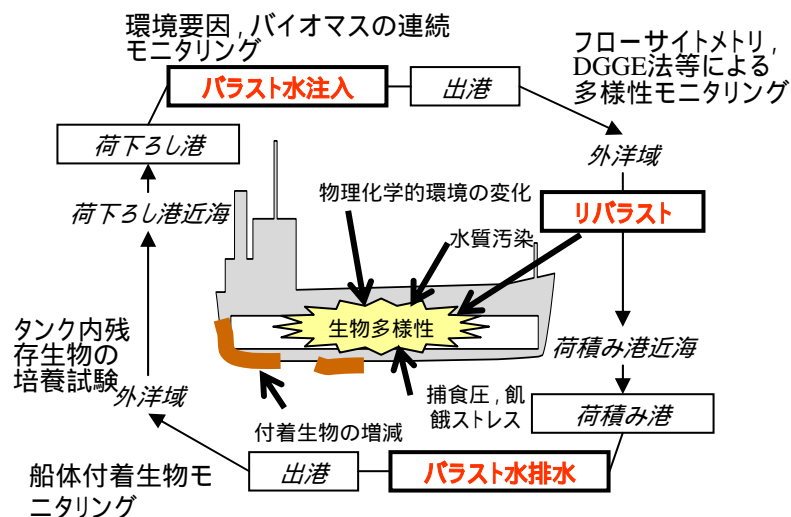 環境要因，バイオマスの連続
モニタリング
フローサイトメトリ，
DGGE法等による
多様性モニタリング
バラスト水注入
出港
荷下ろし港
外洋域
物理化学的環境の変化
リバラスト
荷下ろし港近海
水質汚染
タンク内残
存生物の
培養試験
生物多様性
荷積み港近海
外洋域
捕食圧，飢
餓ストレス
荷積み港
付着生物の増減
船体付着生物モ
ニタリング
出港
バラスト水排水